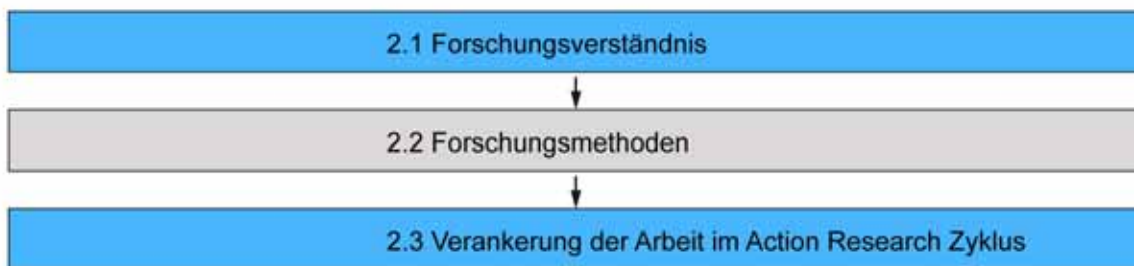 2.1 Forschungsverständnis
2.2 Forschungsmethoden
2.3 Verankerung der Arbeit im Action Research Zyklus